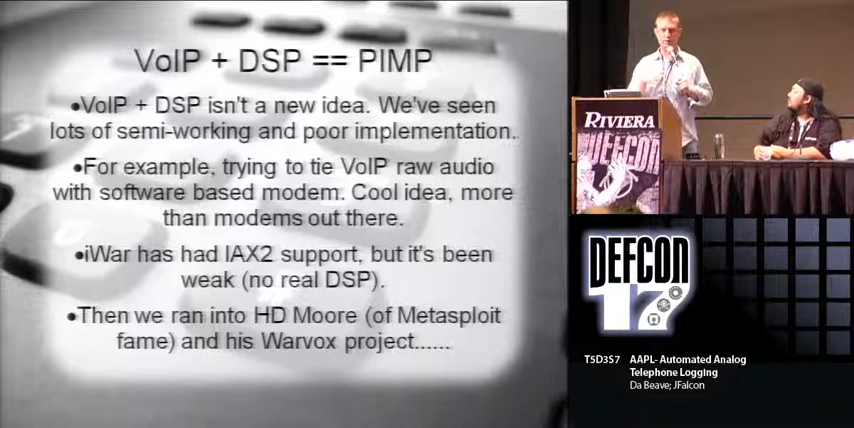 VoIP + DSP == PIMP
•VoIP + DSP isn't a new idea. We've seen
lots of semi-working and poor implementation.
•For example, trying to tie VoIP raw audio
with software based modem. Cool idea, more
than modems out there.
•iWar has had IAX2 support, but it's been
weak (no real DSP).
•Then we ran into HD Moore (of Metasploit
fame) and his Warvox project......
RIVIERA
DEFCON
DEFCON
17
T5D3S7 AAPL- Automated Analog
Telephone Logging
Da Beave; JFalcon